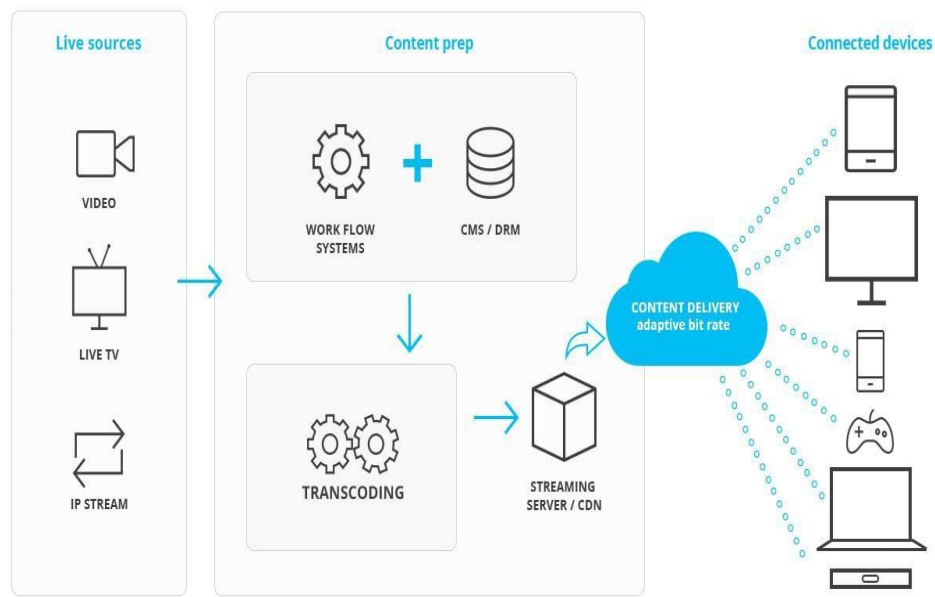 Live sources
Content prep
Connected devices
VIDEO
LIVE TV
IP STREAM
WORK FLOW
SYSTEMS
CMS / DRM
TRANSCODING
STREAMING
SERVER / CDN
CONTENT DELIVERY
adaptive bit rate